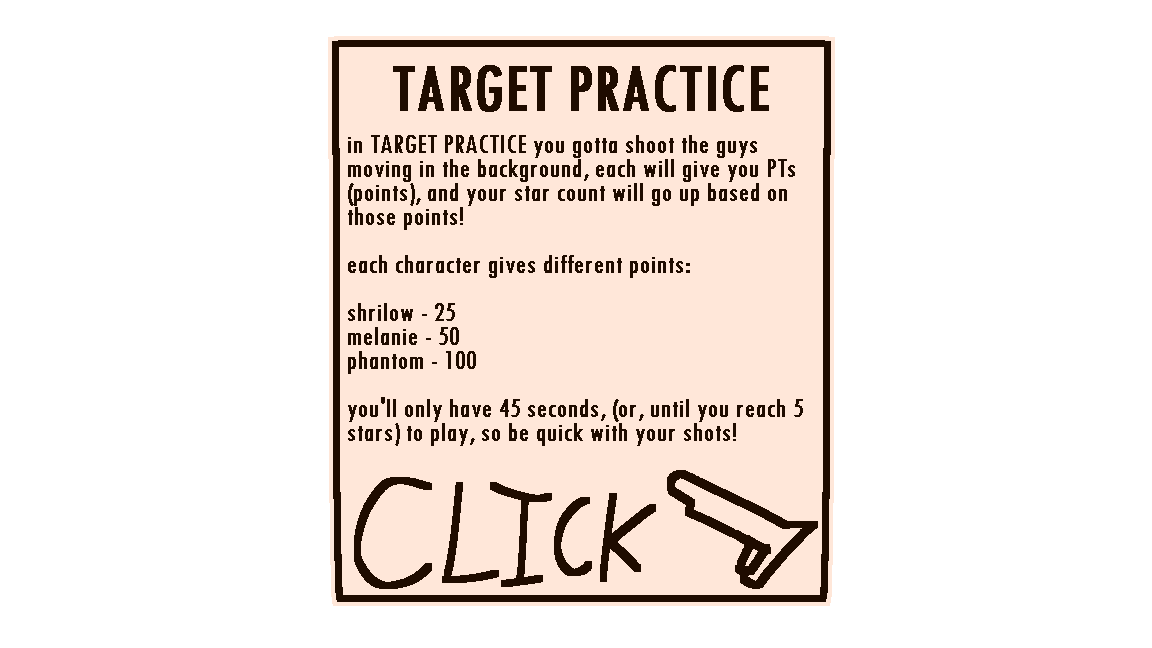 TARGET PRACTICE
in TARGET PRACTICE you gotta shoot the guys
moving in the background, each will give you PTs
(points), and your star count will go up based on
those points!
each character gives different points:
shrilow - 25
melanie - 50
phantom - 100
you'll only have 45 seconds, (or, until you reach 5
stars) to play, so be quick with your shots!
CLICK